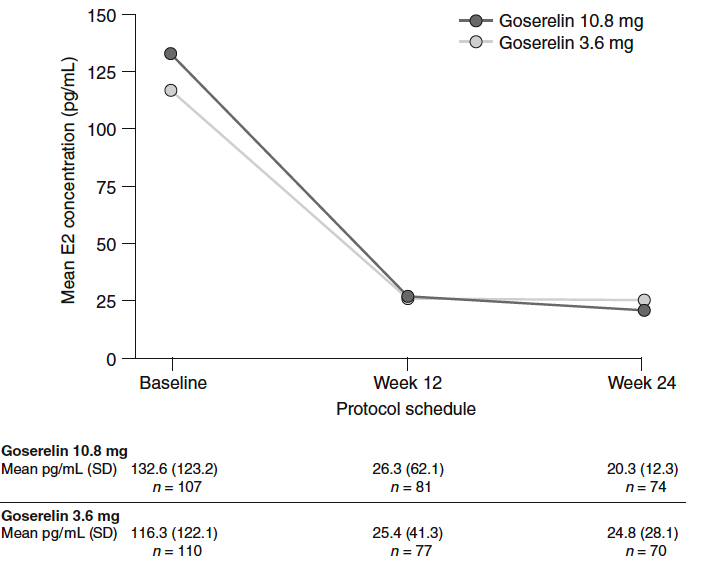 150
125
100
75
50
25
0
Mean E2 concentration (pg/mL)
Goserelin 10.8 mg
Goserelin 3.6 mg
Baseline Week 12 Week 24
Protocol schedule
Goserelin 10.8 mg
Mean pg/mL (SD) 132.6 (123.2) 26.3 (62.1) 20.3 (12.3)
n = 107 n = 81 n = 74
Goserelin 3.6 mg
Mean pg/mL (SD) 116.3 (122.1) 25.4 (41.3) 24.8 (28.1)
n = 110 n = 77 n = 70